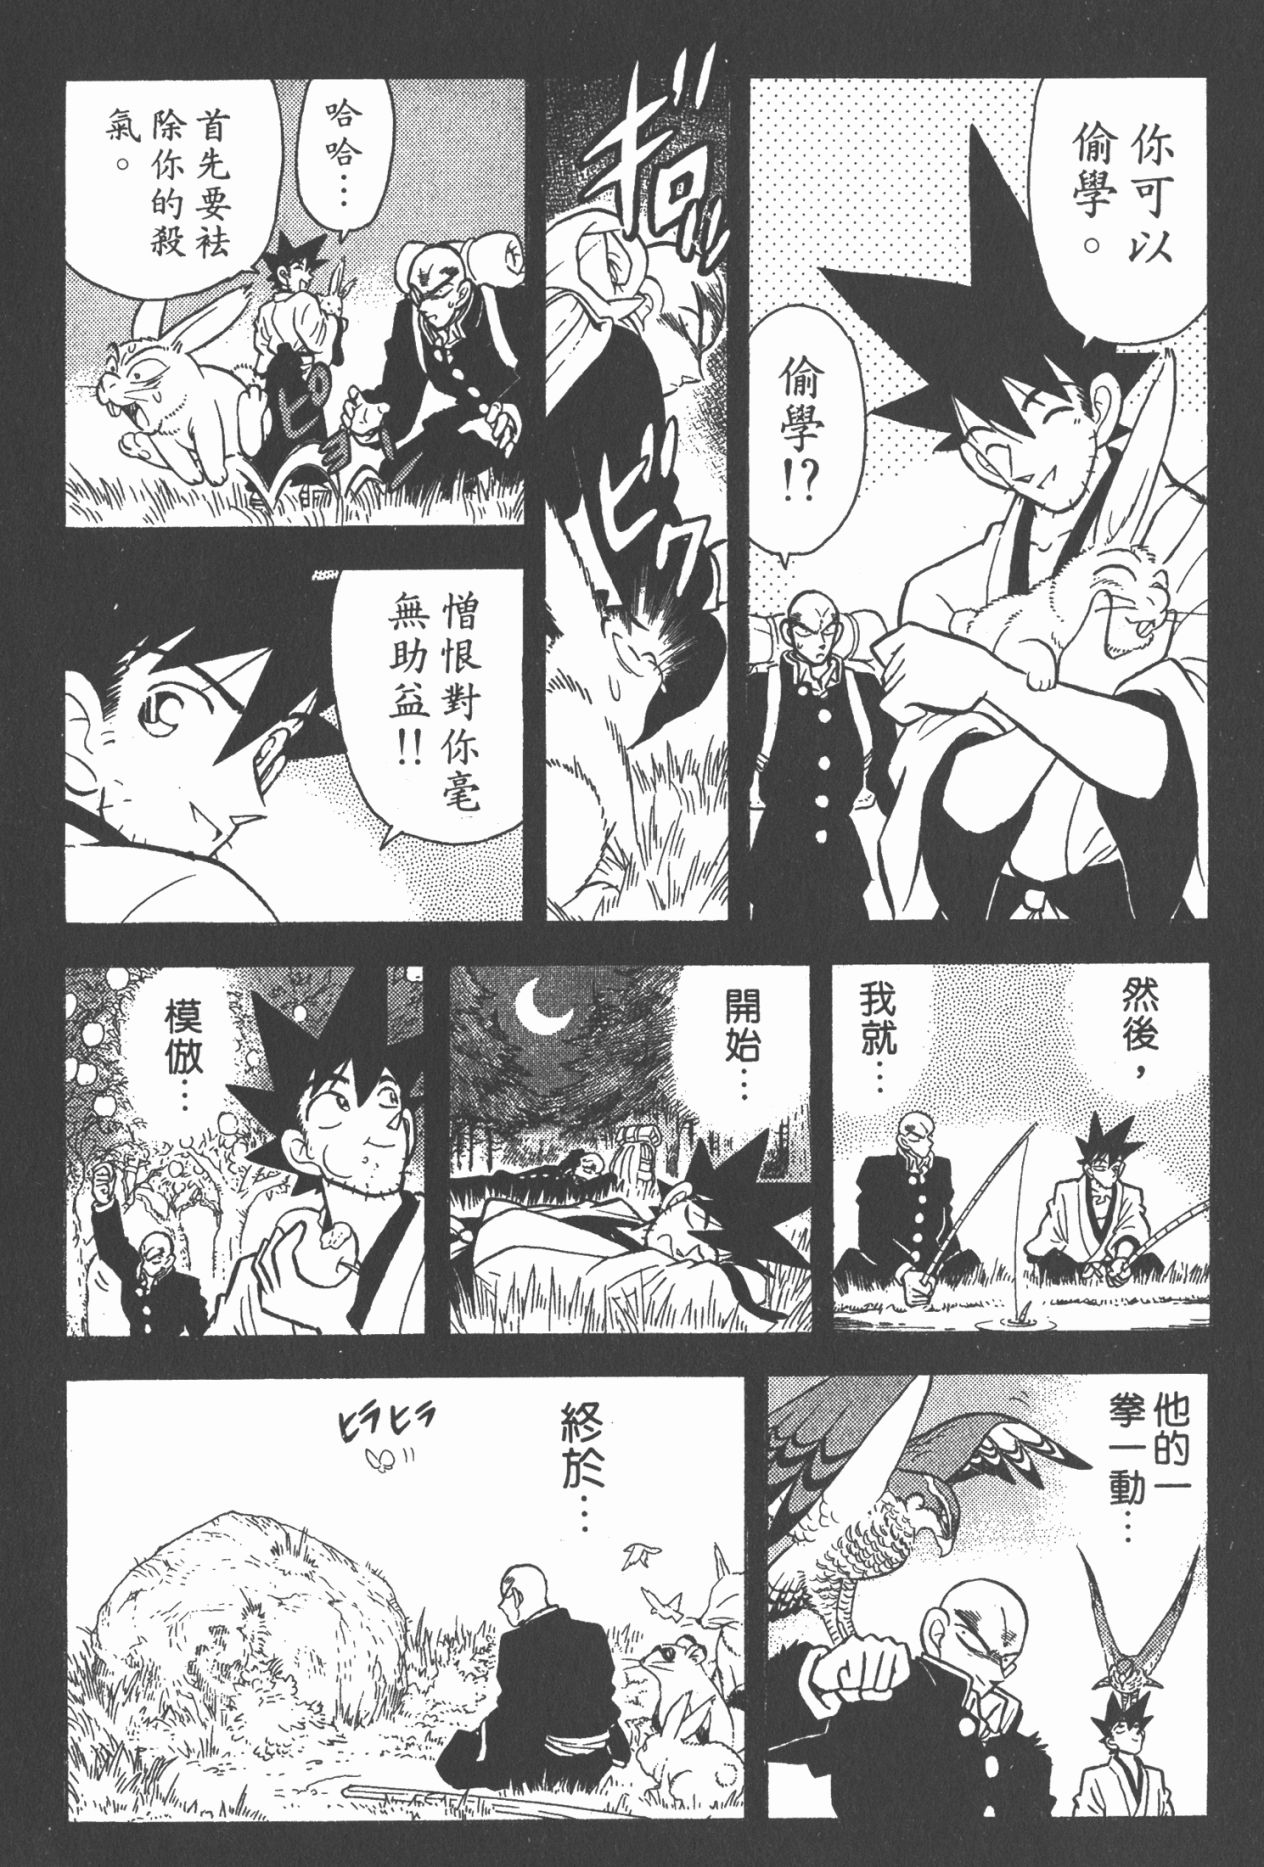 你可以
偷學。
偷學!?
ギロッ
ビクッ
哈哈…
首先要袪
除你的殺
氣。
憎恨對你毫
無助益!!
然後，
我就…
開始…
模倣…
他的一
拳一動…
終於…
ヒラヒラ